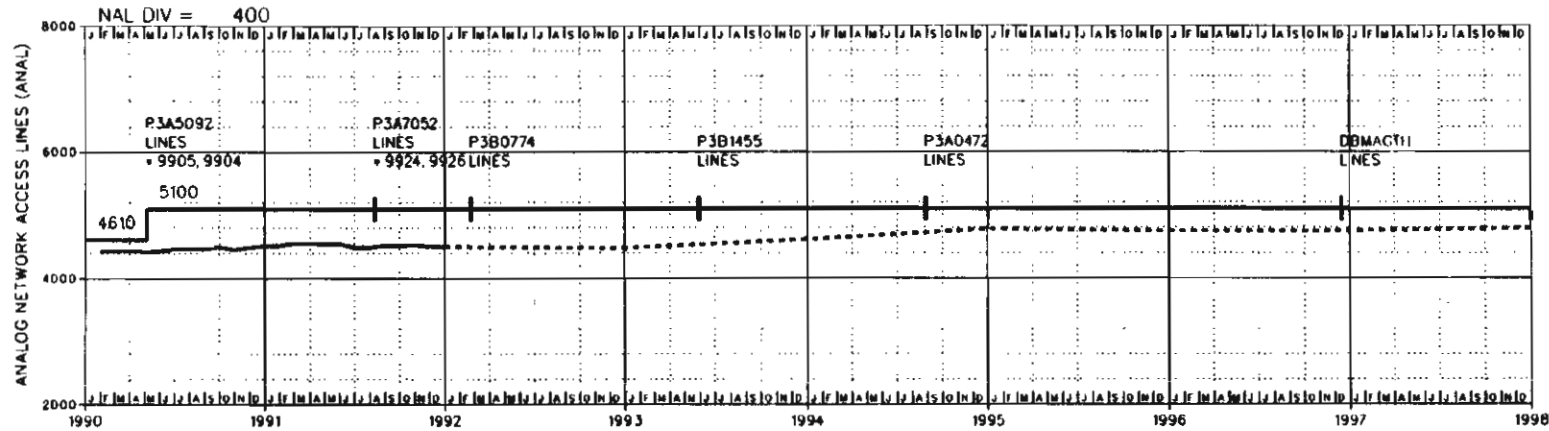 NAL DIV = 400
ANALOG NETWORK ACCESS LINES (ANAL)
8000
J F M A M J J A S O N D J F M A M J J A S O N D J F M A M J J A S O N D J F M A M J J A S O N D J F M A M J J A S O N D J F M A M J J A S O N D J F M A M J J A S O N D J F M A M J J A S O N D
P3A5092
LINES
* 9905, 9904
P3A7052
LINES
* 9924, 9926
P3B0774
LINES
P3B1455
LINES
P3A0472
LINES
LINES
6000
5100
4610
4000
2000
J F M A M J J A S O N D J F M A M J J A S O N D J F M A M J J A S O N D J F M A M J J A S O N D J F M A M J J A S O N D J F M A M J J A S O N D J F M A M J J A S O N D J F M A M J J A S O N D
1990 1991 1992 1993 1994 1995 1996 1997 1998